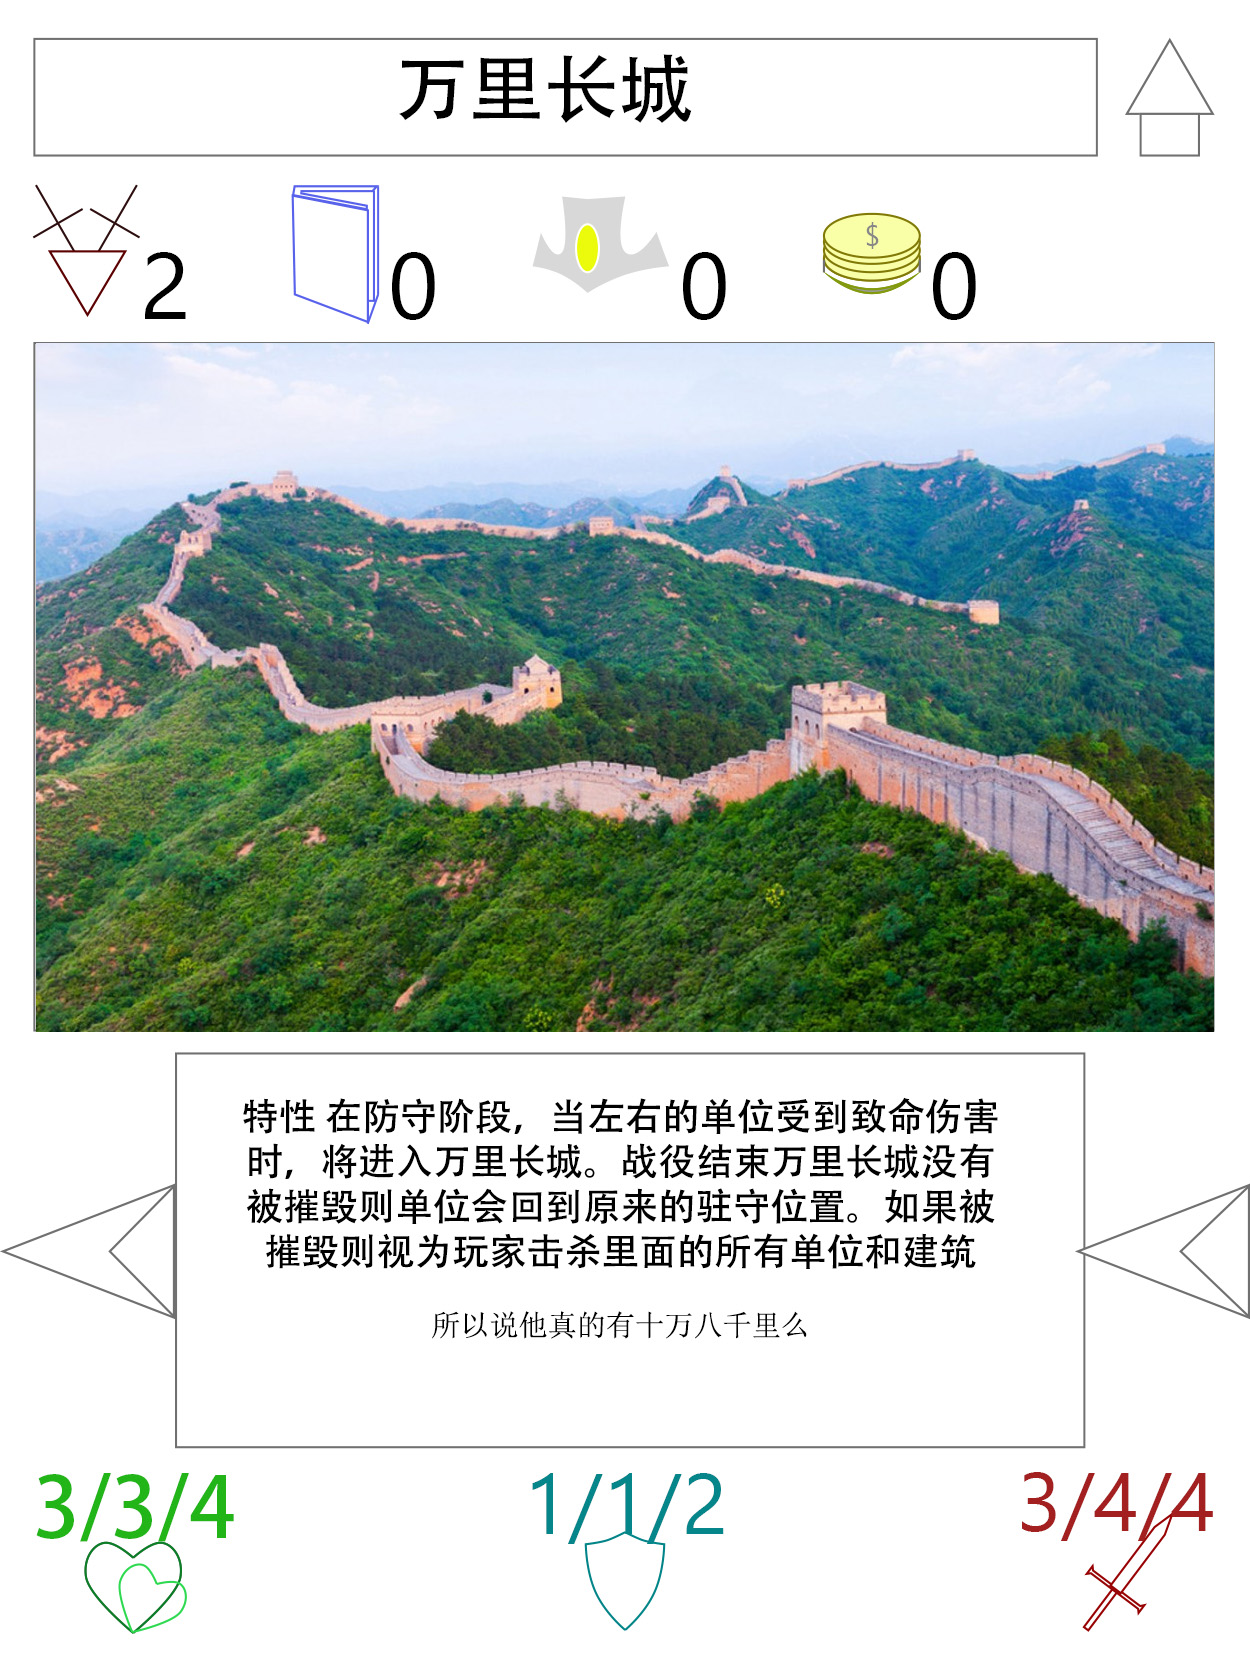 万里长城
2 0 0 $ 0
特性 在防守阶段，当左右的单位受到致命伤害
时，将进入万里长城。战役结束万里长城没有
被摧毁则单位会回到原来的驻守位置。如果被
摧毁则视为玩家击杀里面的所有单位和建筑
所以说他真的有十万八千里么
3/3/4 1/1/2 3/4/4